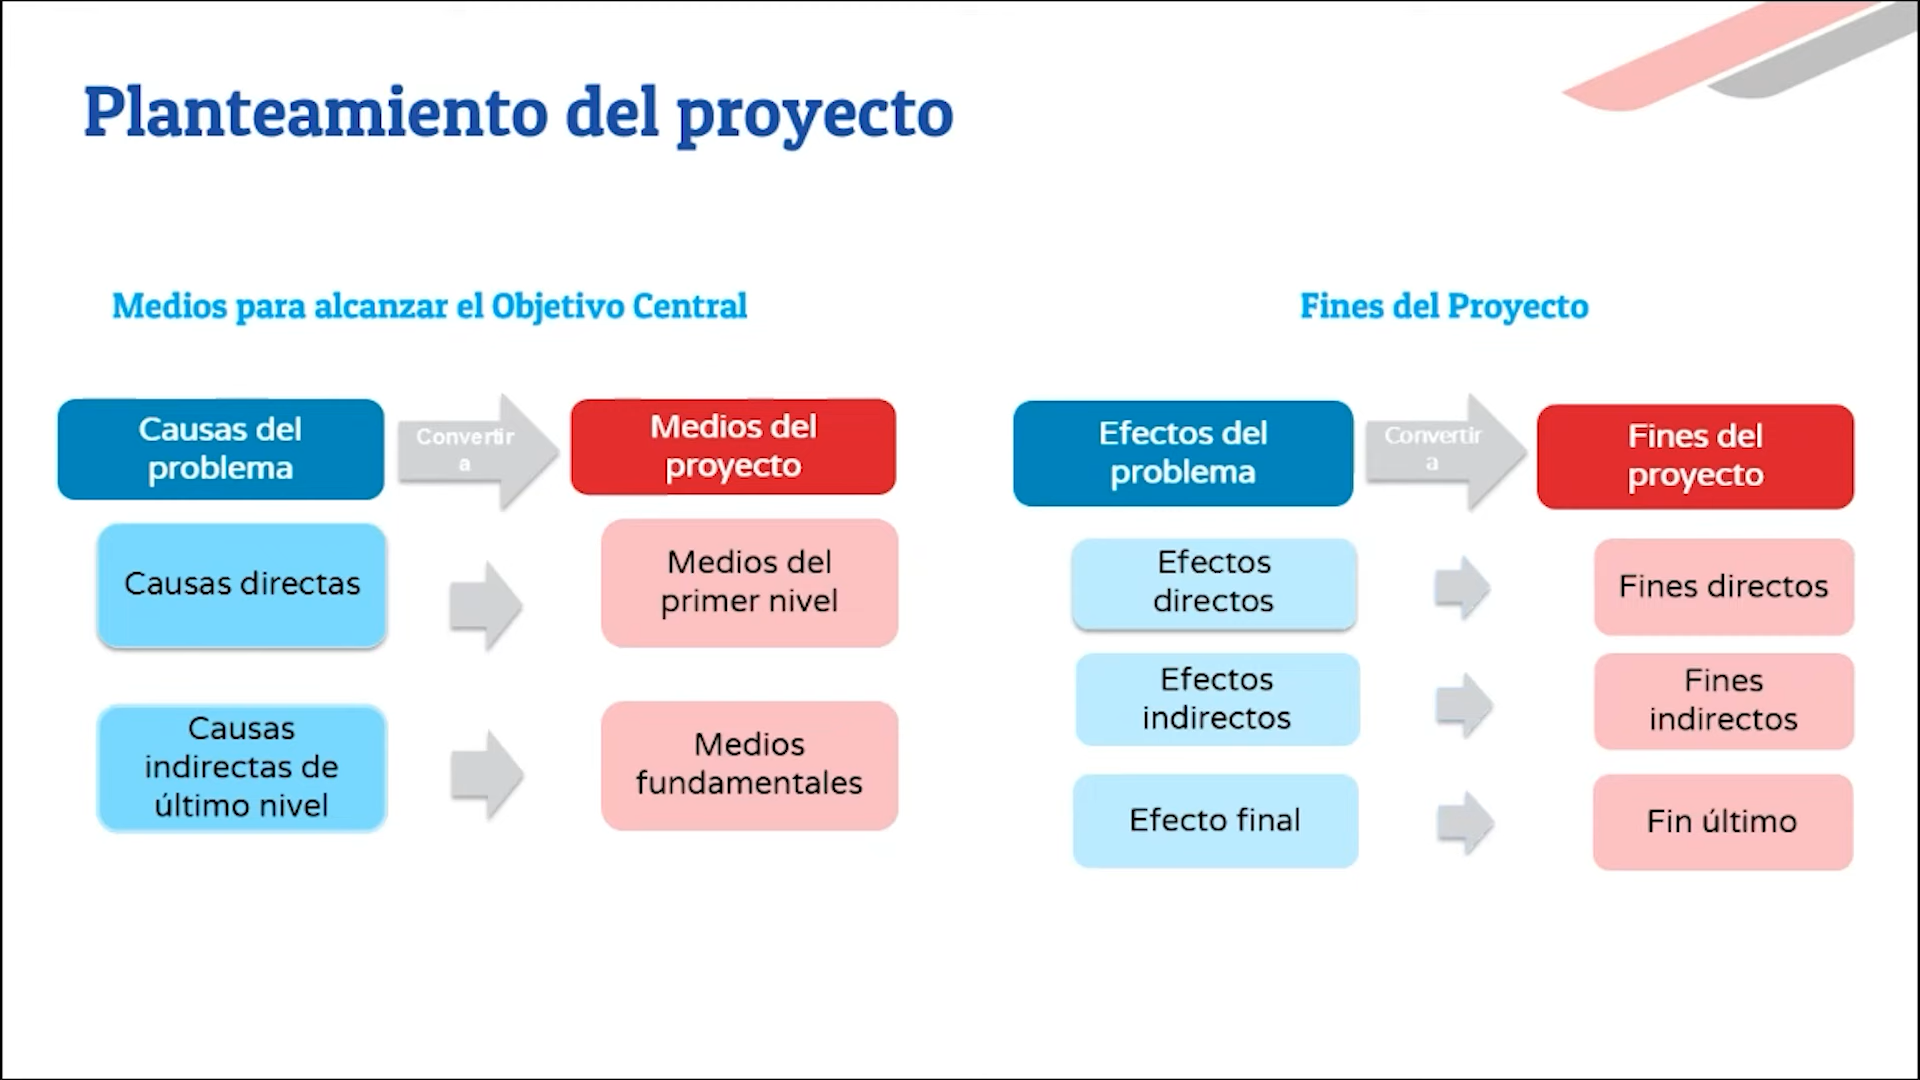 Planteamiento del proyecto
Medios para alcanzar el Objetivo Central
Causas del
problema
Convertir
a
Medios del
proyecto
Causas directas
Medios del
primer nivel
Causas
indirectas de
último nivel
Medios
fundamentales
Fines del Proyecto
Efectos del
problema
Convertir
a
Fines del
proyecto
Efectos
directos
Fines directos
Efectos
indirectos
Fines
indirectos
Efecto final
Fin último